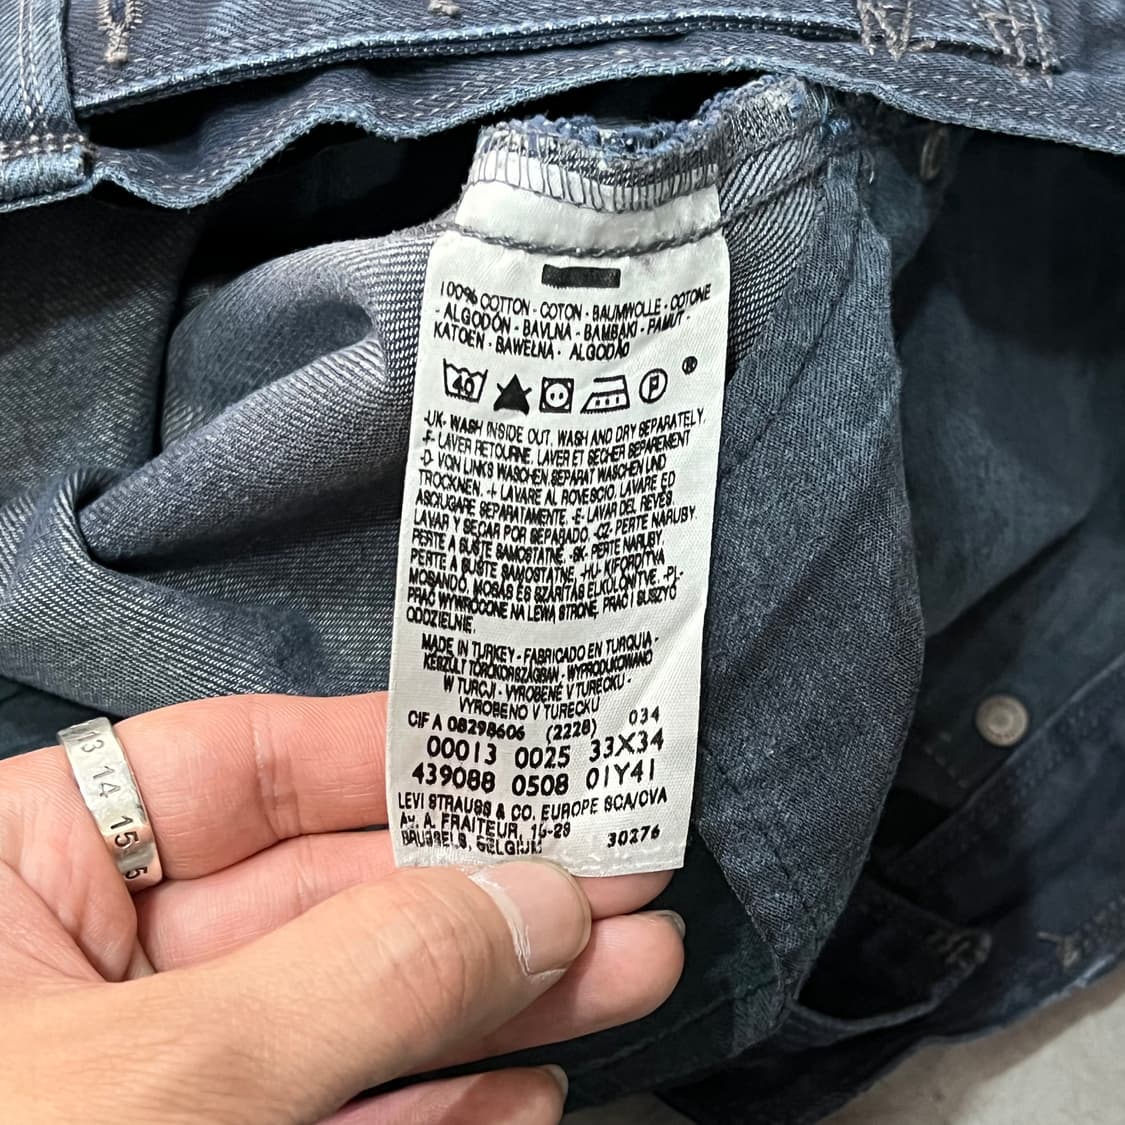 100% COTTON - COTON - BAUMWOLLE - COTONE
- ALGODÓN - BAVLNA - BAMBAKI - PAMUT -
KATOEN - BAWEŁNA - ALGODÃO
40 P ®
-UK- WASH INSIDE OUT, WASH AND DRY SEPARATELY.
-F- LAVER RETOURNE. LAVER ET SECHER SEPAREMENT
-D- VON LINKS WASCHEN, SEPARAT WASCHEN UND
TROCKNEN. -I- LAVARE AL ROVESCIO, LAVARE ED
ASCIUGARE SEPARATAMENTE. -E- LAVAR DEL REVÉS,
LAVAR Y SECAR POR SEPARADO. -CZ- PERTE NARUBY.
PERTE A SUŠTE SAMOSTATNE. -SK- PERTE NARUBY.
PERTE A SUŠTE SAMOSTATNE. -HU- KIFORDÍTVA
MOSANDÓ, MOSÁS ÉS SZÁRÍTÁS ELKÜLÖNÍTVE. -PL-
PRAĆ WYWRÓCONE NA LEWĄ STRONĘ, PRAĆ I SUSZYĆ
ODDZIELNIE.
MADE IN TURKEY - FABRICADO EN TURQUIA -
KÉSZÜLT TÖRÖKORSZÁGBAN - WYPRODUKOWANO
W TURCJI - VYROBENÉ V TURECKU -
VYROBENO V TURECKU
CIF A 08298606 (2228) 034
00013 0025 33X34
439088 0508 01Y41
LEVI STRAUSS & CO. EUROPE SCA/CVA
Av. A. FRAITEUR, 15-29
BRUSSELS, BELGIUM 30276
13 14 15